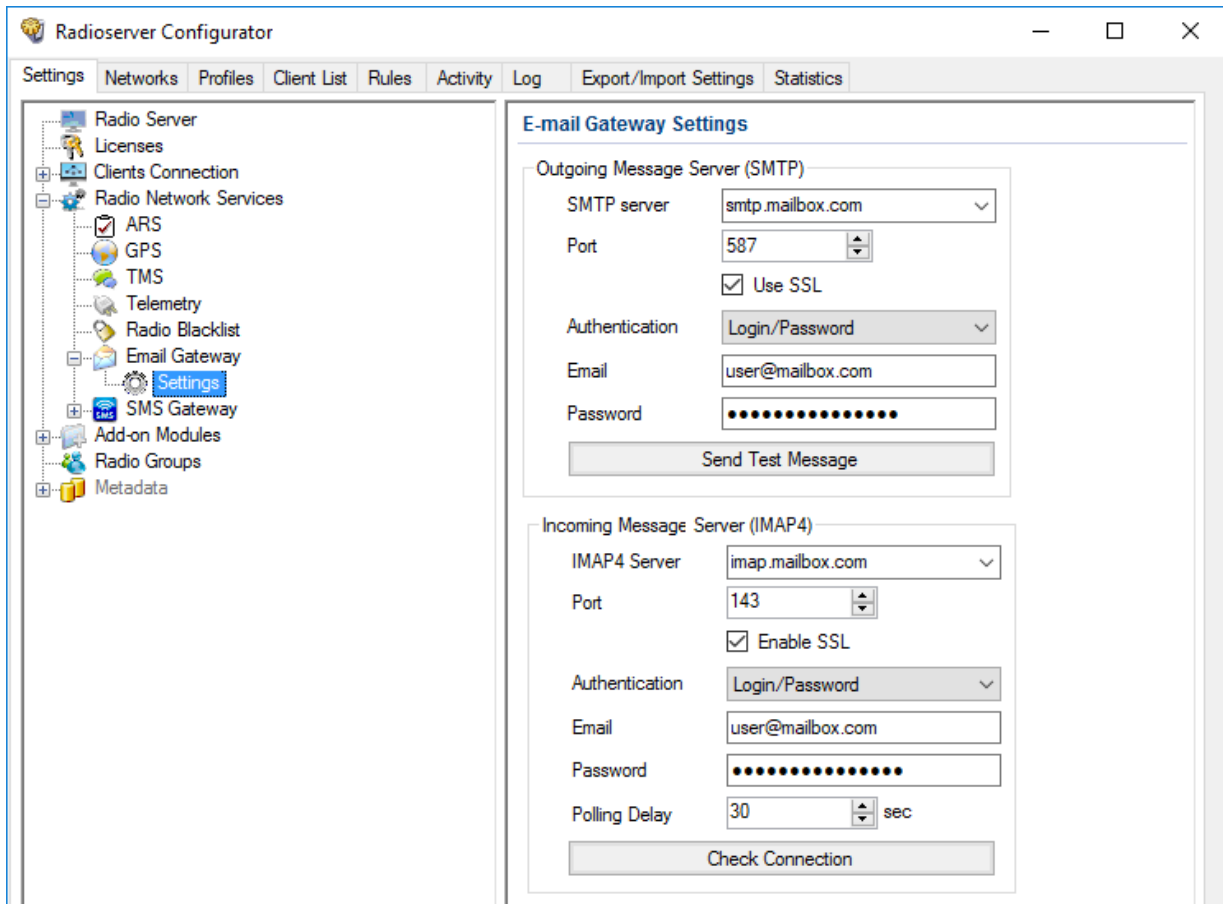 Radioserver Configurator
Settings Networks Profiles Client List Rules Activity Log Export/Import Settings Statistics
Radio Server
Licenses
Clients Connection
Radio Network Services
ARS
GPS
TMS
Telemetry
Radio Blacklist
Email Gateway
Settings
SMS Gateway
Add-on Modules
Radio Groups
Metadata
E-mail Gateway Settings
Outgoing Message Server (SMTP)
SMTP server smtp.mailbox.com
Port 587
Use SSL
Authentication Login/Password
Email user@mailbox.com
Password ●●●●●●●●●●●●●●●
Send Test Message
Incoming Message Server (IMAP4)
IMAP4 Server imap.mailbox.com
Port 143
Enable SSL
Authentication Login/Password
Email user@mailbox.com
Password ●●●●●●●●●●●●●●●
Polling Delay 30 sec
Check Connection